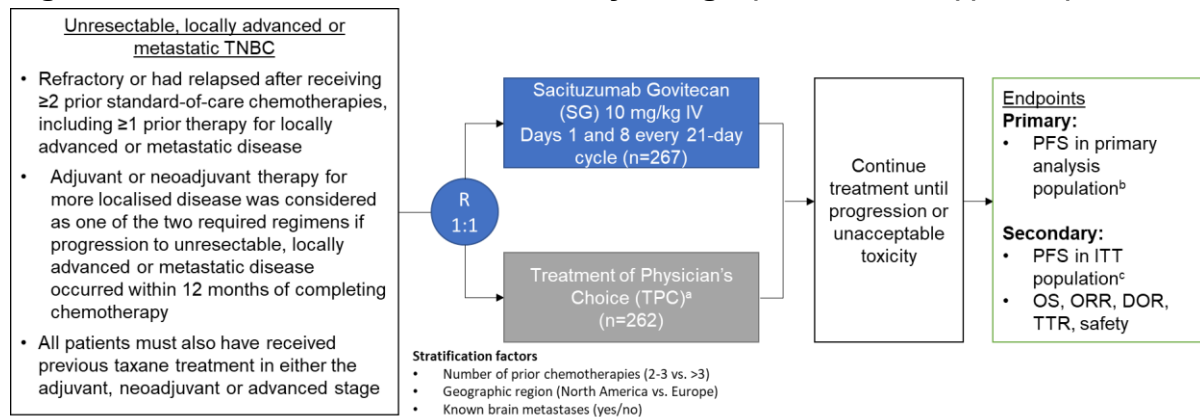 Unresectable, locally advanced or
metastatic TNBC
• Refractory or had relapsed after receiving
≥2 prior standard-of-care chemotherapies,
including ≥1 prior therapy for locally
advanced or metastatic disease
• Adjuvant or neoadjuvant therapy for
more localised disease was considered
as one of the two required regimens if
progression to unresectable, locally
advanced or metastatic disease
occurred within 12 months of completing
chemotherapy
• All patients must also have received
previous taxane treatment in either the
adjuvant, neoadjuvant or advanced stage
R
1:1
Sacituzumab Govitecan
(SG) 10 mg/kg IV
Days 1 and 8 every 21-day
cycle (n=267)
Treatment of Physician's
Choice (TPC)ᵃ
(n=262)
Stratification factors
• Number of prior chemotherapies (2-3 vs. >3)
• Geographic region (North America vs. Europe)
• Known brain metastases (yes/no)
Continue
treatment until
progression or
unacceptable
toxicity
Endpoints
Primary:
• PFS in primary
analysis
populationᵇ
Secondary:
• PFS in ITT
populationᶜ
• OS, ORR, DOR,
TTR, safety